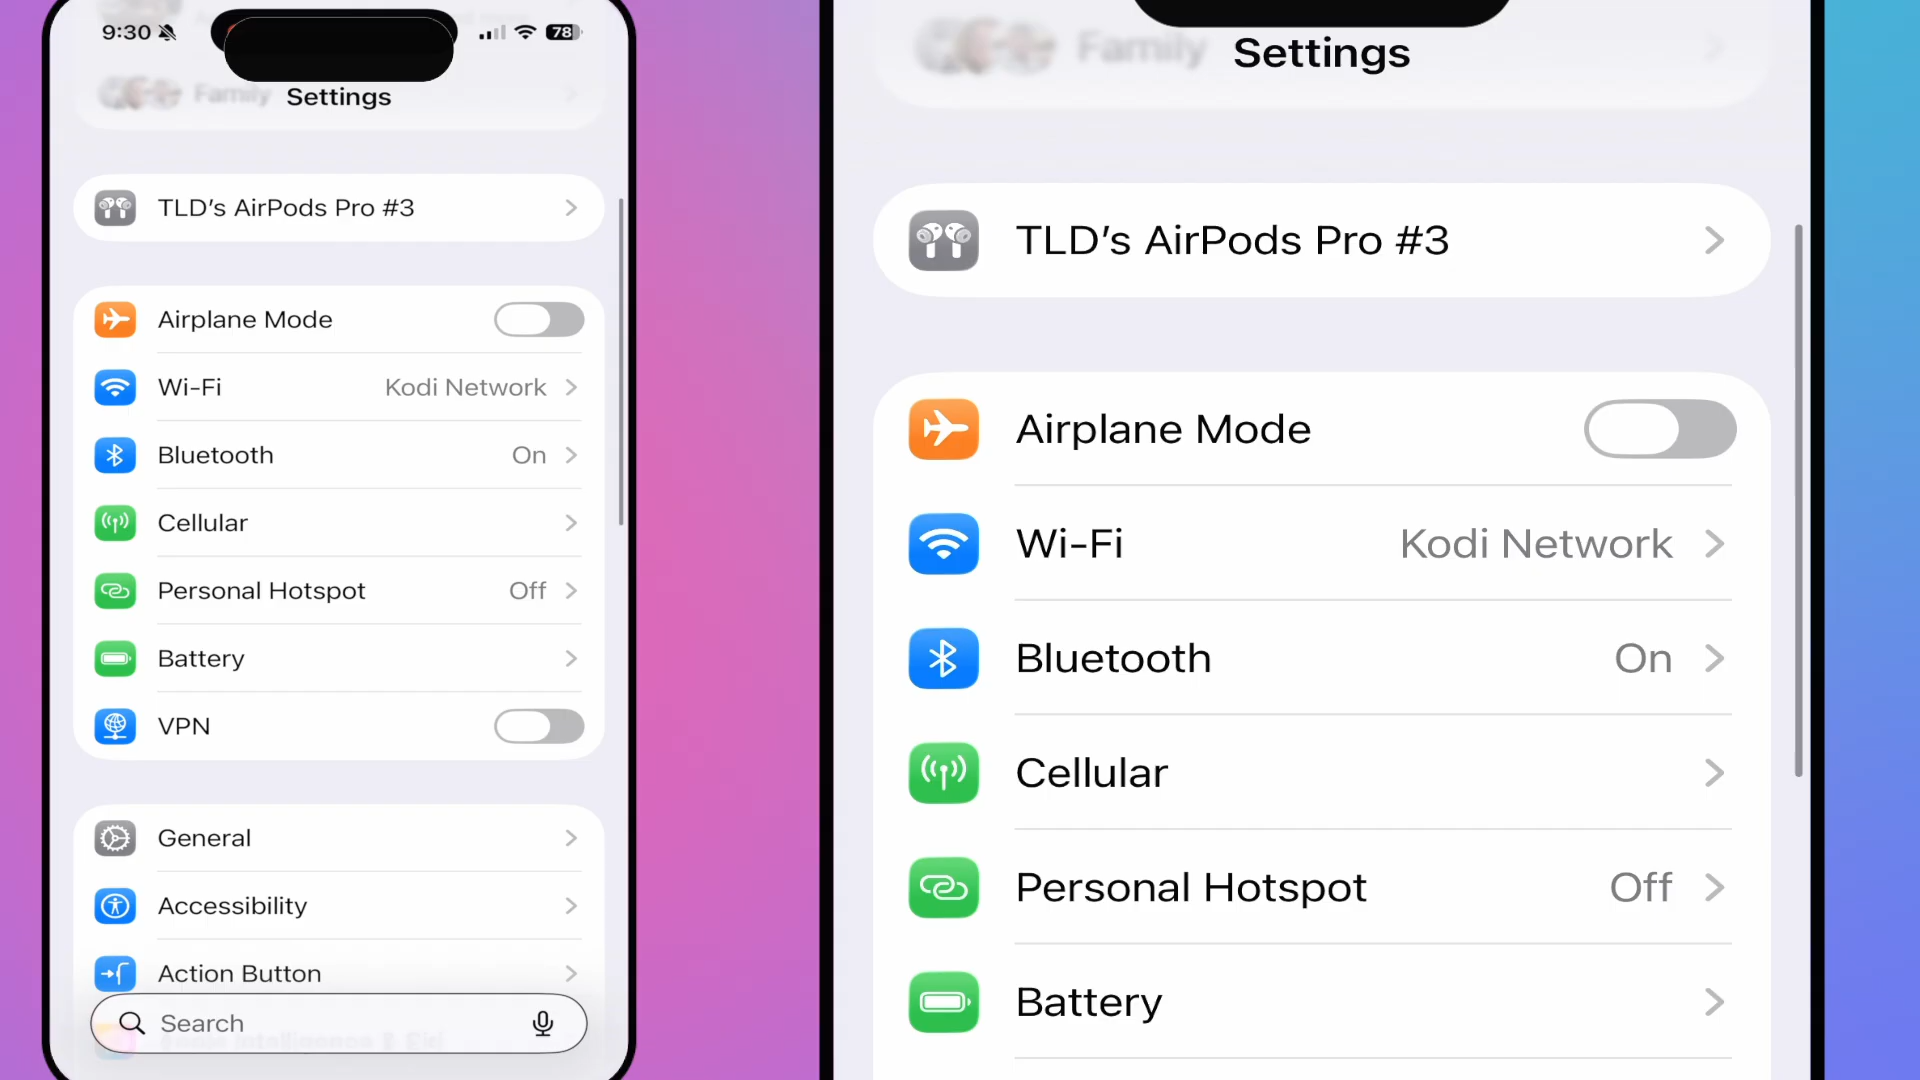 9:30
78
Family
Settings
TLD's AirPods Pro #3
Airplane Mode
Wi-Fi Kodi Network
Bluetooth On
Cellular
Personal Hotspot Off
Battery
VPN
General
Accessibility
Action Button
Search
Family
Settings
TLD's AirPods Pro #3
Airplane Mode
Wi-Fi Kodi Network
Bluetooth On
Cellular
Personal Hotspot Off
Battery